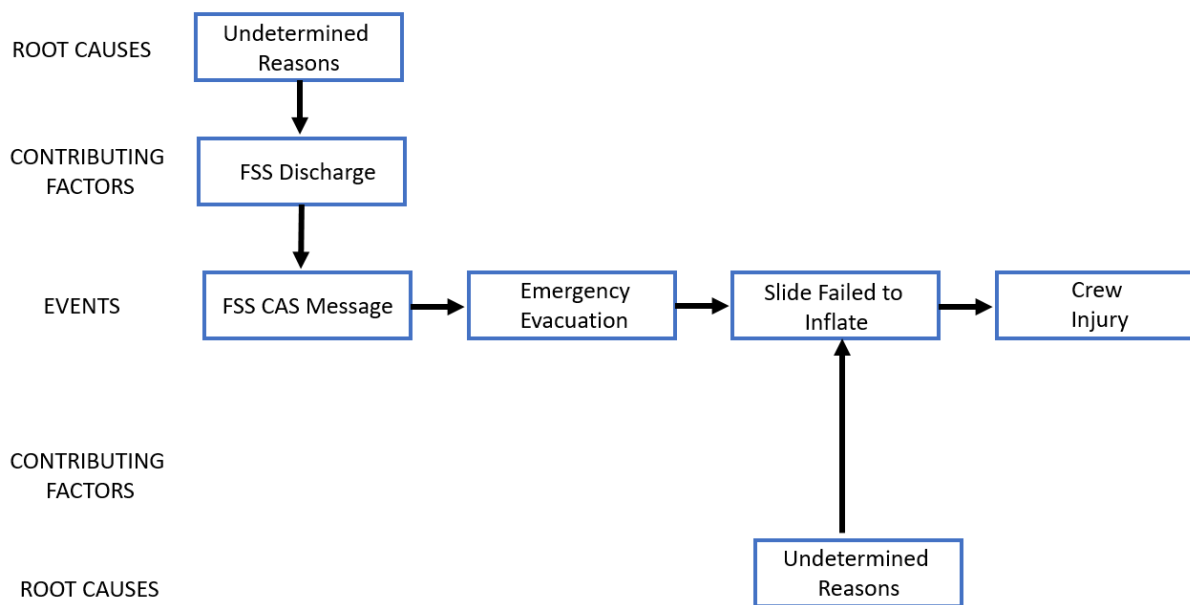 ROOT CAUSES
Undetermined
Reasons
CONTRIBUTING
FACTORS
FSS Discharge
EVENTS
FSS CAS Message
Emergency
Evacuation
Slide Failed to
Inflate
Crew
Injury
CONTRIBUTING
FACTORS
ROOT CAUSES
Undetermined
Reasons